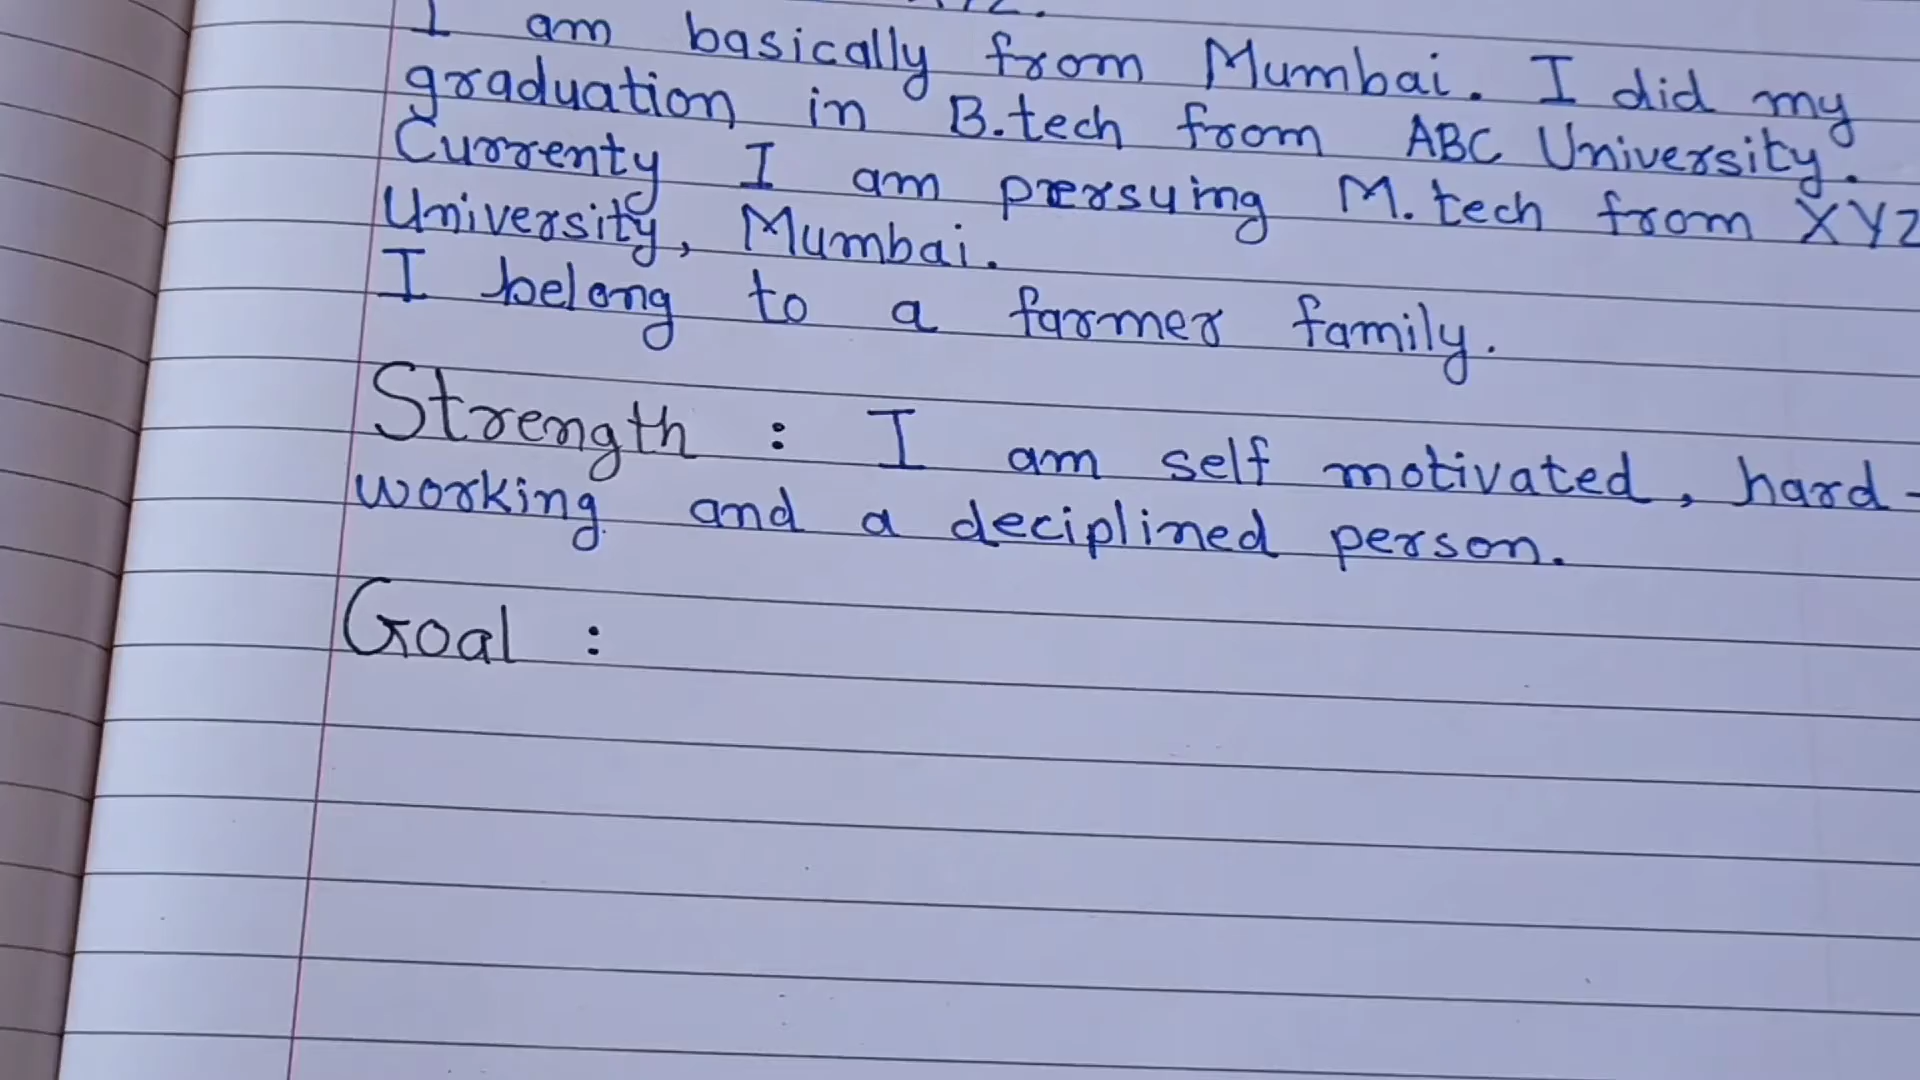 I am basically from Mumbai. I did my
graduation in B.tech from ABC University.
Currenty I am persuing M.tech from XYZ
University, Mumbai.
I belong to a farmer family.
Strength : I am self motivated, hard-
working and a deciplined person.
Goal :